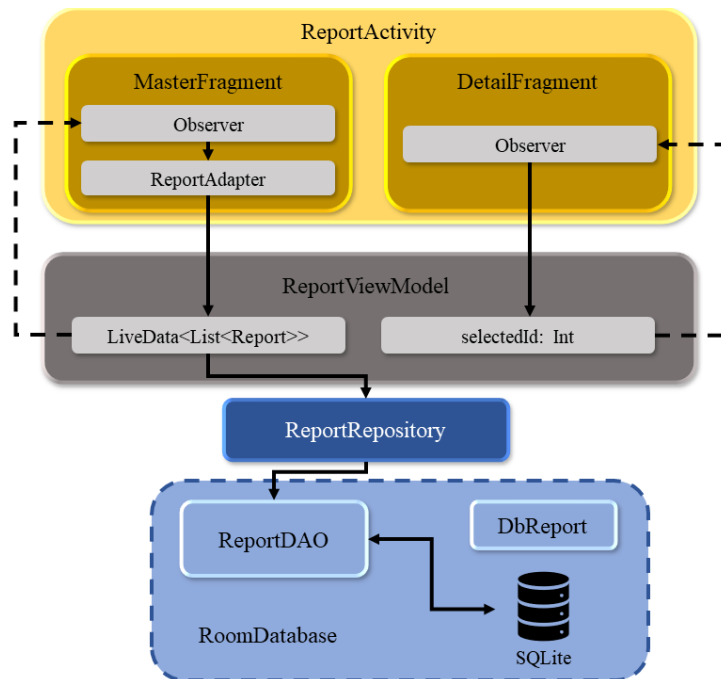 ReportActivity
MasterFragment
Observer
ReportAdapter
DetailFragment
Observer
ReportViewModel
LiveData<List<Report>>
selectedId: Int
ReportRepository
ReportDAO
DbReport
RoomDatabase
SQLite